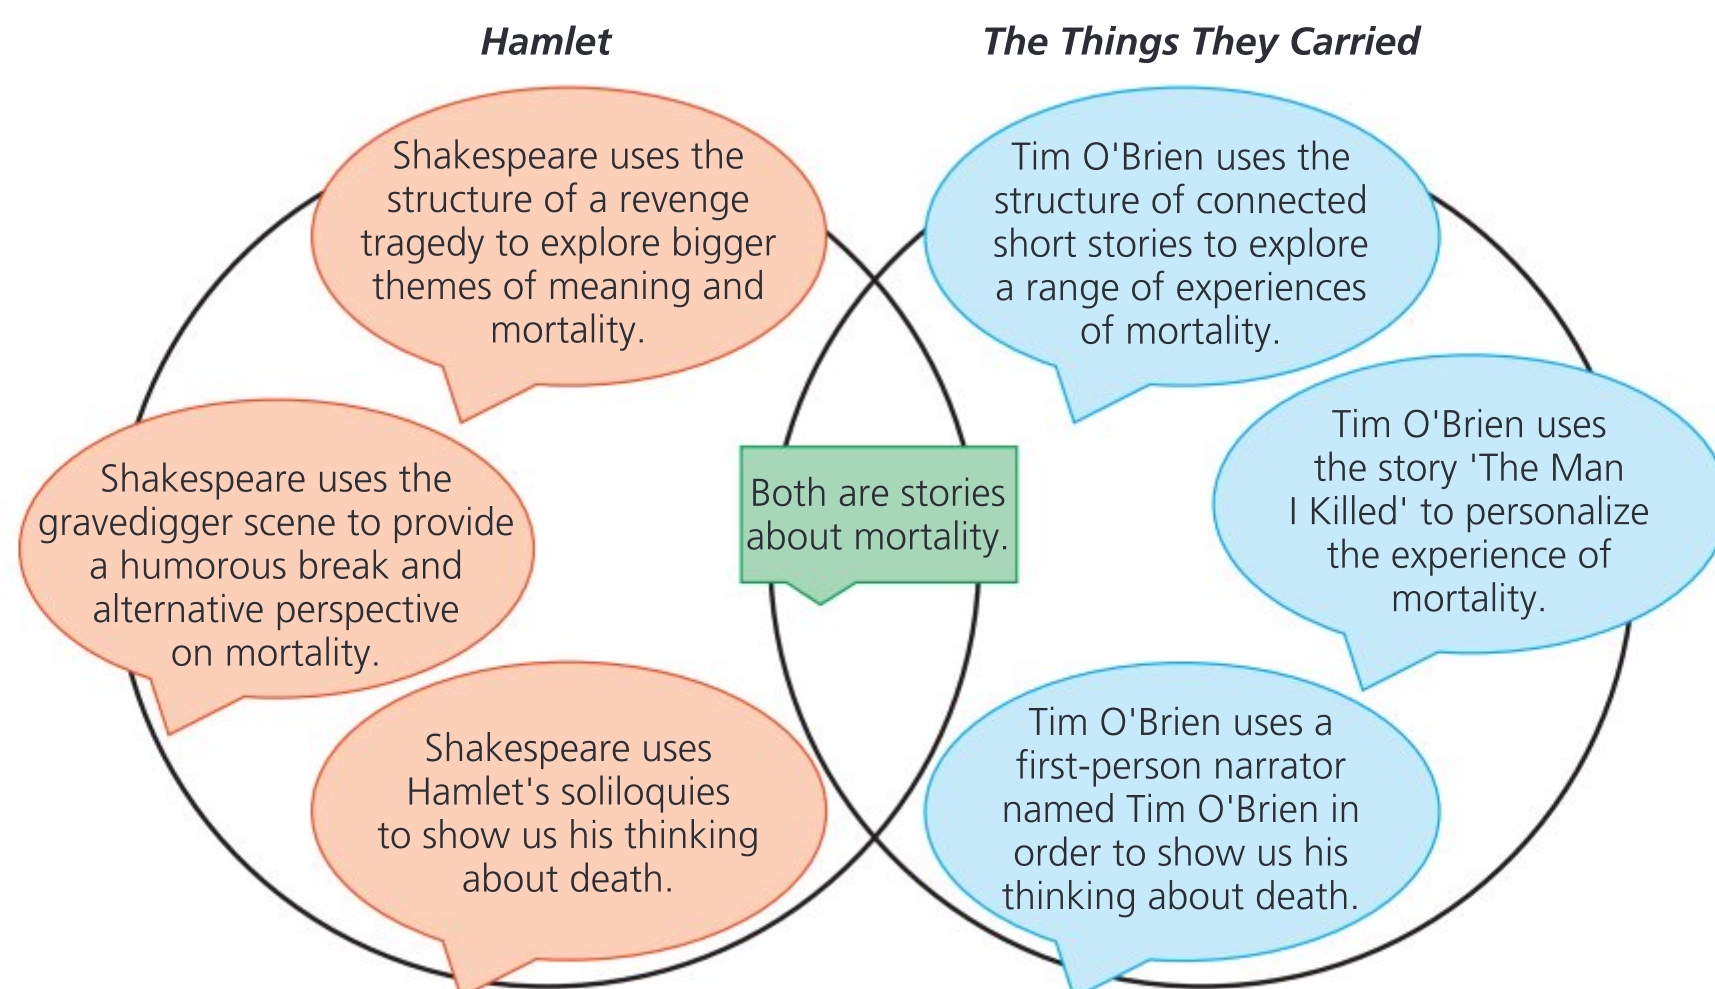 Hamlet
The Things They Carried
Shakespeare uses the
structure of a revenge
tragedy to explore bigger
themes of meaning and
mortality.
Tim O'Brien uses the
structure of connected
short stories to explore
a range of experiences
of mortality.
Shakespeare uses the
gravedigger scene to provide
a humorous break and
alternative perspective
on mortality.
Both are stories
about mortality.
Tim O'Brien uses
the story 'The Man
I Killed' to personalize
the experience of
mortality.
Shakespeare uses
Hamlet's soliloquies
to show us his thinking
about death.
Tim O'Brien uses a
first-person narrator
named Tim O'Brien in
order to show us his
thinking about death.